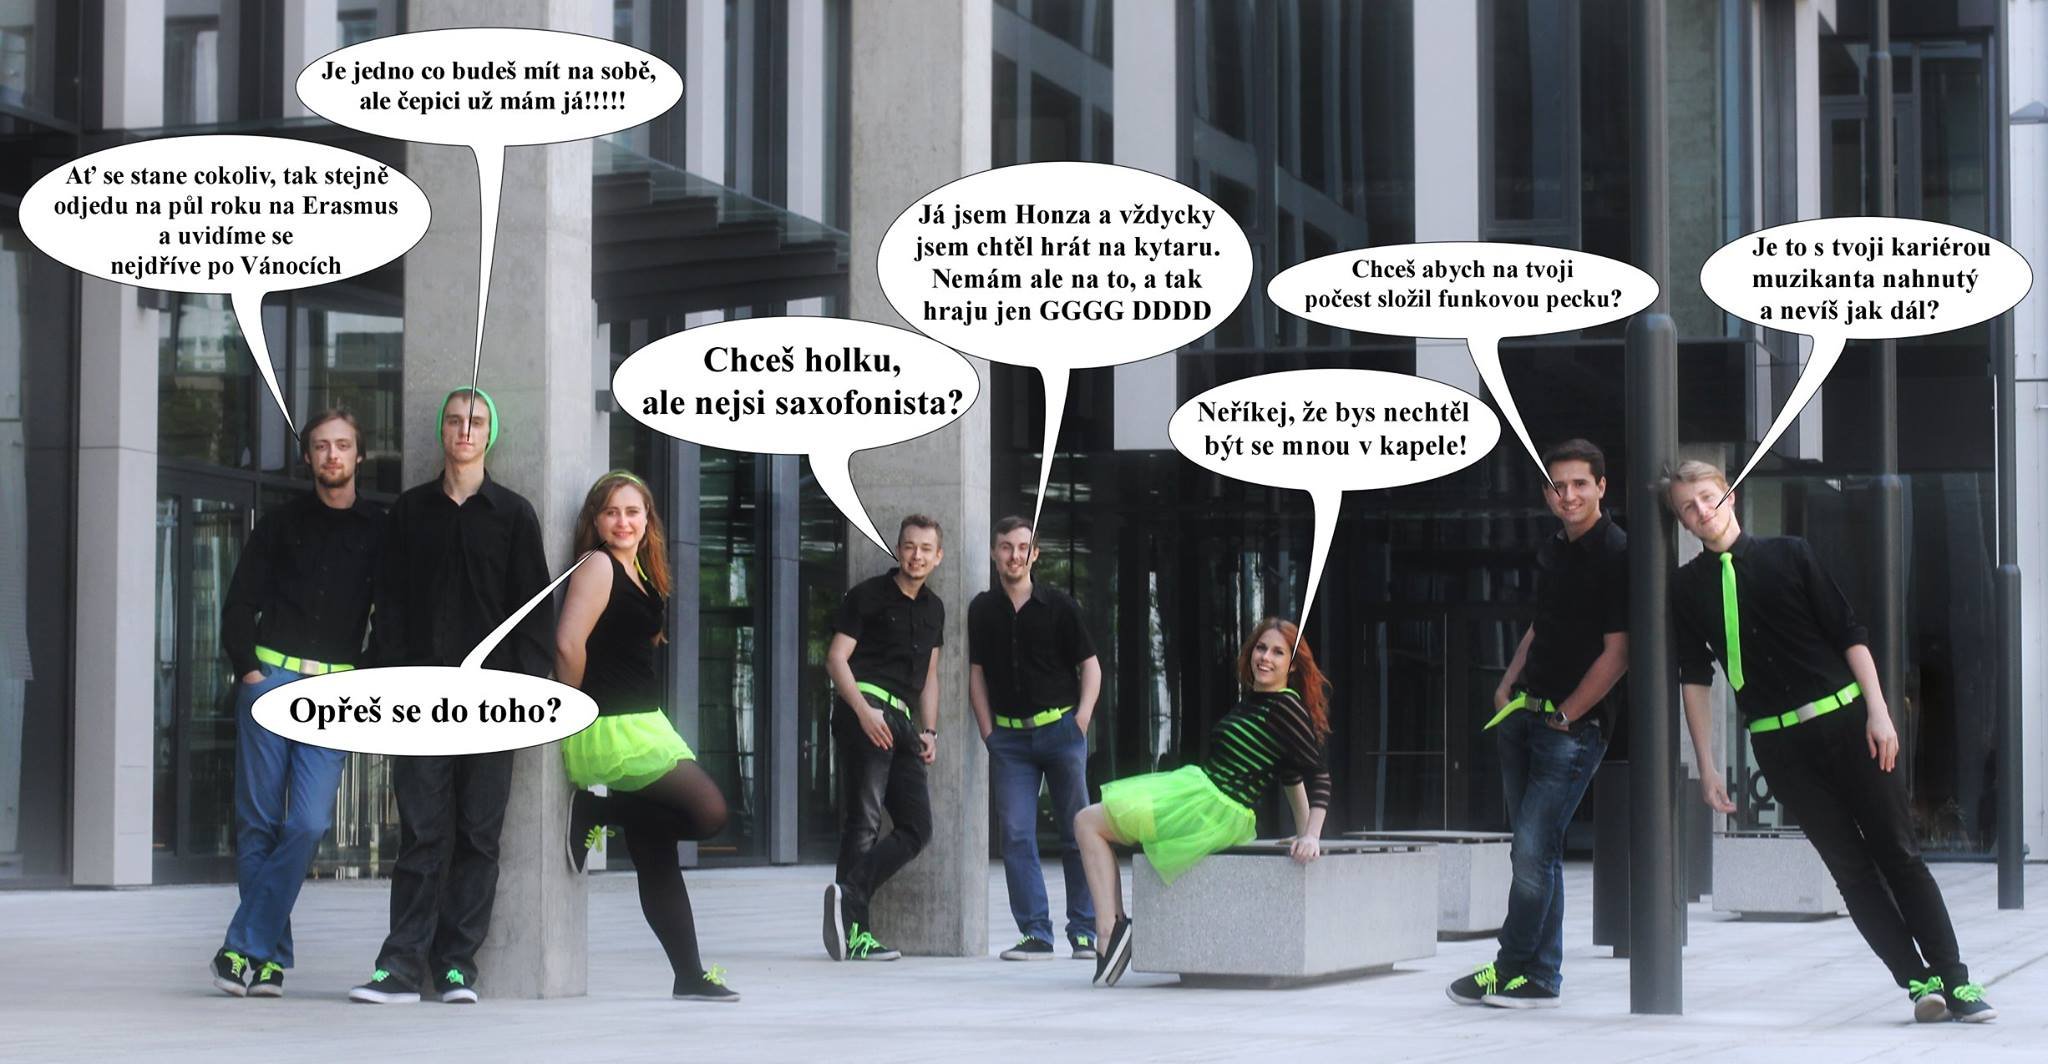 Je jedno co budeš mít na sobě,
ale čepici už mám já!!!!!
Ať se stane cokoliv, tak stejně
odjedu na půl roku na Erasmus
a uvidíme se
nejdříve po Vánocích
Opřeš se do toho?
Chceš holku,
ale nejsi saxofonista?
Já jsem Honza a vždycky
jsem chtěl hrát na kytaru.
Nemám ale na to, a tak
hraju jen GGGG DDDD
Neříkej, že bys nechtěl
být se mnou v kapele!
Chceš abych na tvoji
počest složil funkovou pecku?
Je to s tvoji kariérou
muzikanta nahnutý
a nevíš jak dál?